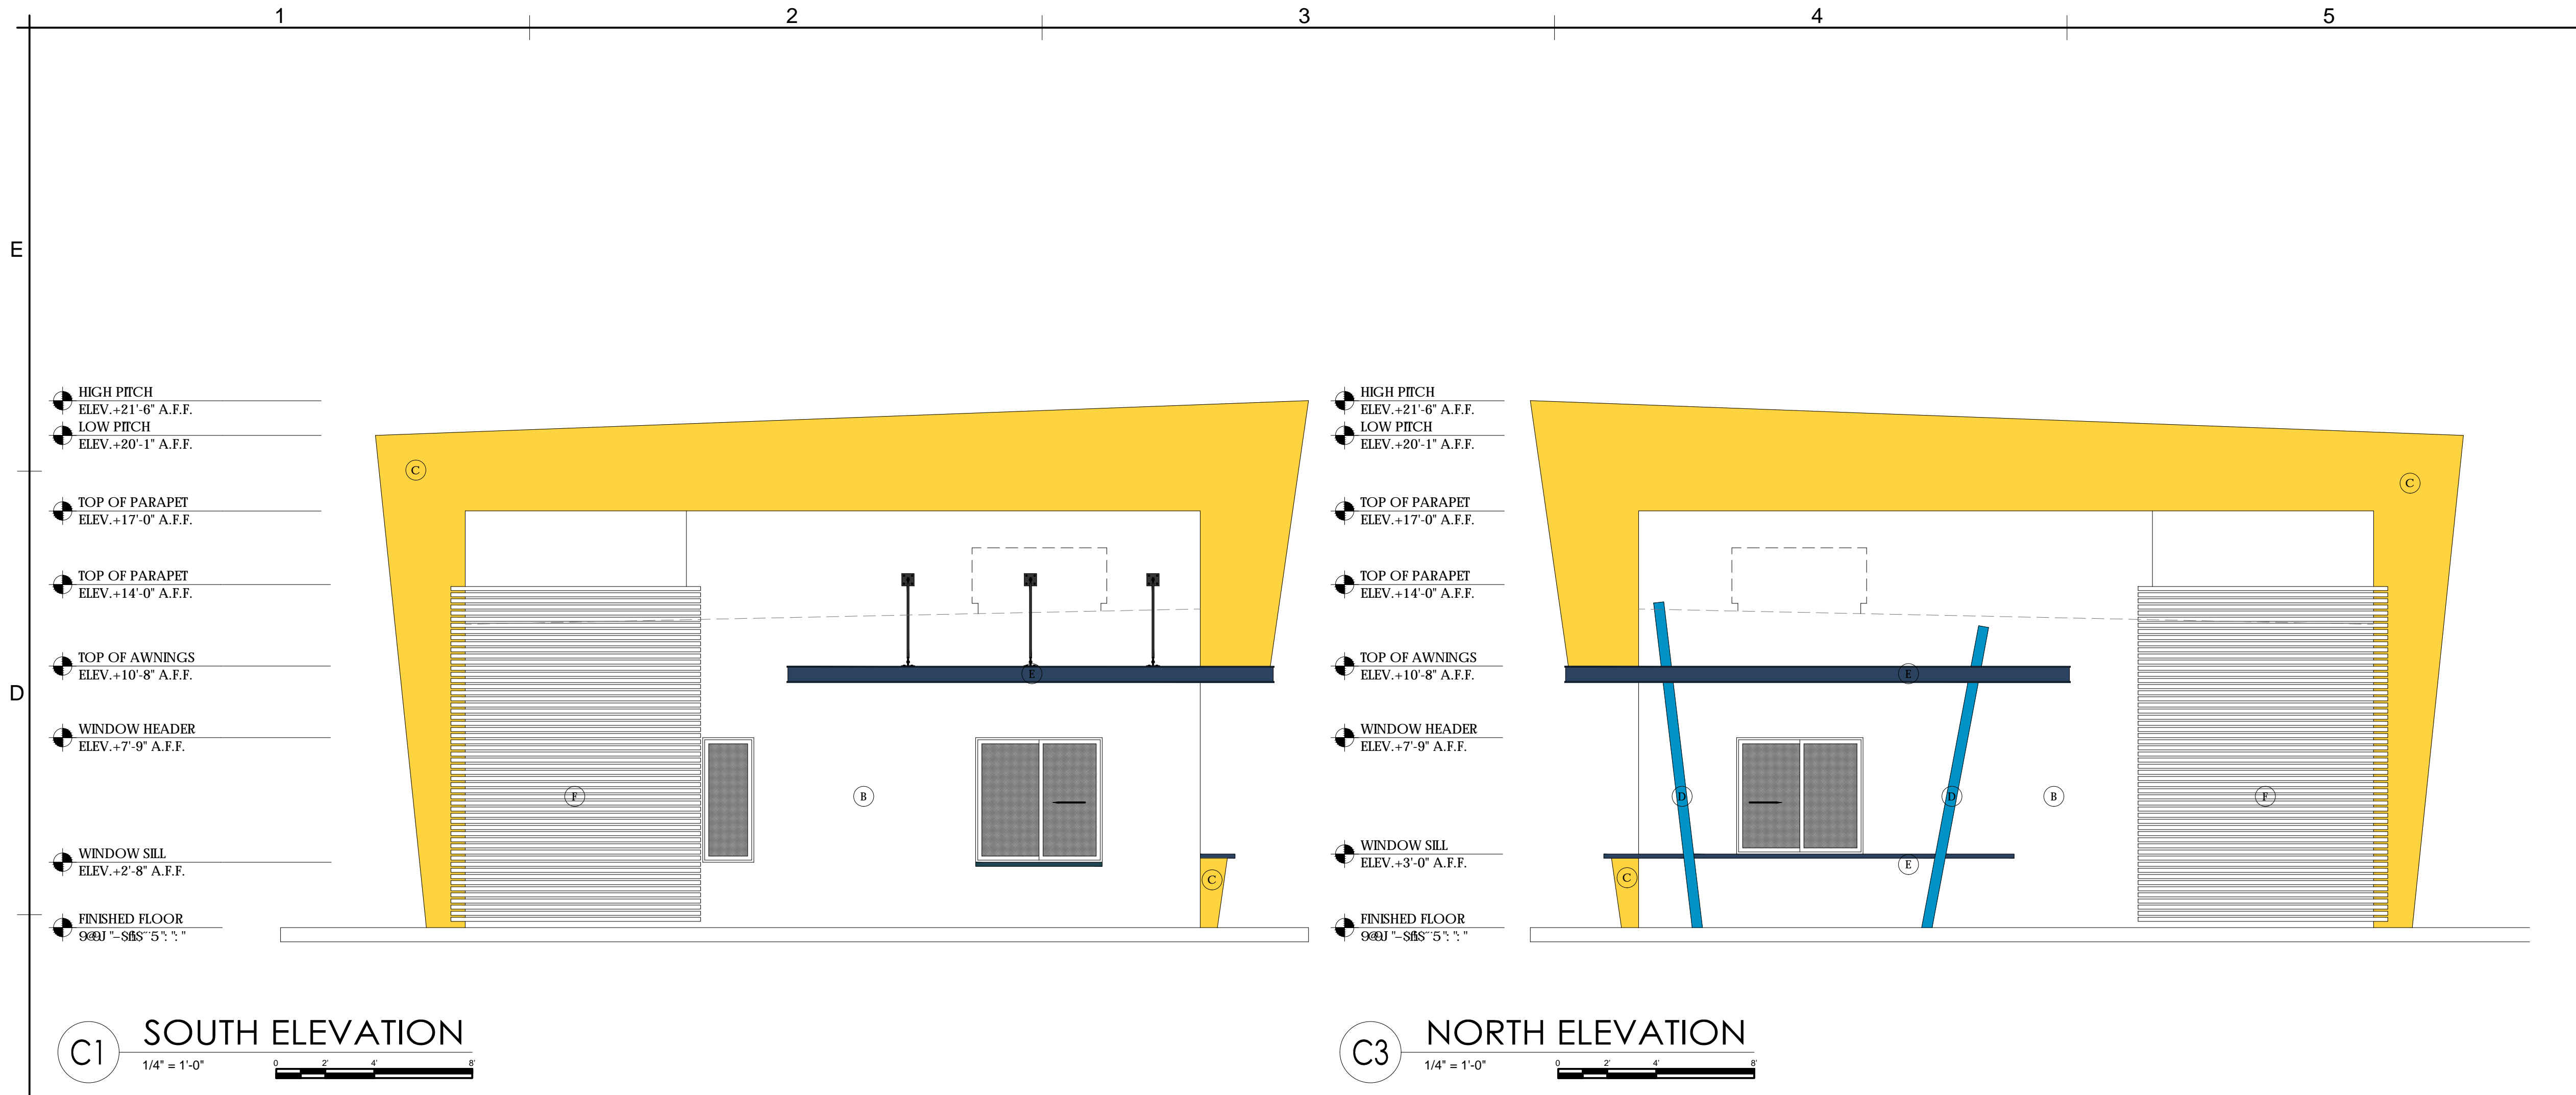 1 2 3 4 5
E
D
HIGH PITCH
ELEV.+21'-6" A.F.F.
LOW PITCH
ELEV.+20'-1" A.F.F.
TOP OF PARAPET
ELEV.+17'-0" A.F.F.
TOP OF PARAPET
ELEV.+14'-0" A.F.F.
TOP OF AWNINGS
ELEV.+10'-8" A.F.F.
WINDOW HEADER
ELEV.+7'-9" A.F.F.
WINDOW SILL
ELEV.+2'-8" A.F.F.
FINISHED FLOOR
C
E
F
B
C
C1
SOUTH ELEVATION
1/4" = 1'-0"
0 2' 4' 8'
HIGH PITCH
ELEV.+21'-6" A.F.F.
LOW PITCH
ELEV.+20'-1" A.F.F.
TOP OF PARAPET
ELEV.+17'-0" A.F.F.
TOP OF PARAPET
ELEV.+14'-0" A.F.F.
TOP OF AWNINGS
ELEV.+10'-8" A.F.F.
WINDOW HEADER
ELEV.+7'-9" A.F.F.
WINDOW SILL
ELEV.+3'-0" A.F.F.
FINISHED FLOOR
C
E
D D B F
E
C
C3
NORTH ELEVATION
1/4" = 1'-0"
0 2' 4' 8'